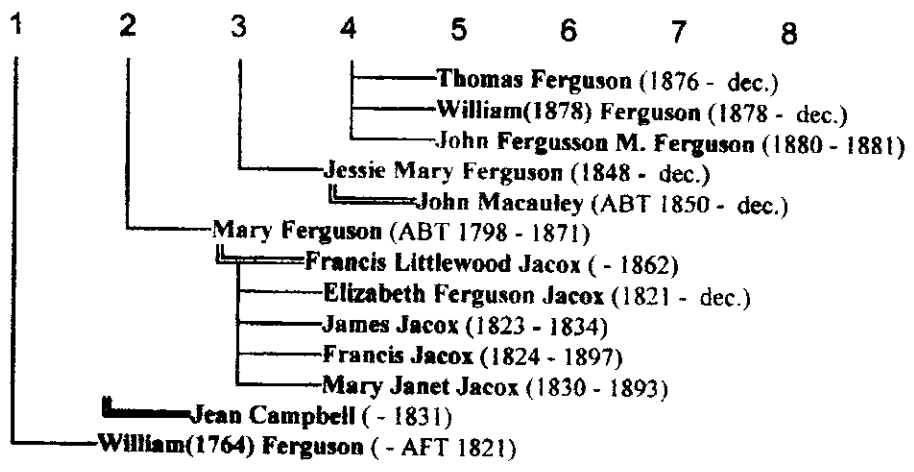 1 2 3 4 5 6 7 8
Thomas Ferguson (1876 - dec.)
William(1878) Ferguson (1878 - dec.)
John Fergusson M. Ferguson (1880 - 1881)
Jessie Mary Ferguson (1848 - dec.)
John Macauley (ABT 1850 - dec.)
Mary Ferguson (ABT 1798 - 1871)
Francis Littlewood Jacox ( - 1862)
Elizabeth Ferguson Jacox (1821 - dec.)
James Jacox (1823 - 1834)
Francis Jacox (1824 - 1897)
Mary Janet Jacox (1830 - 1893)
Jean Campbell ( - 1831)
William(1764) Ferguson ( - AFT 1821)